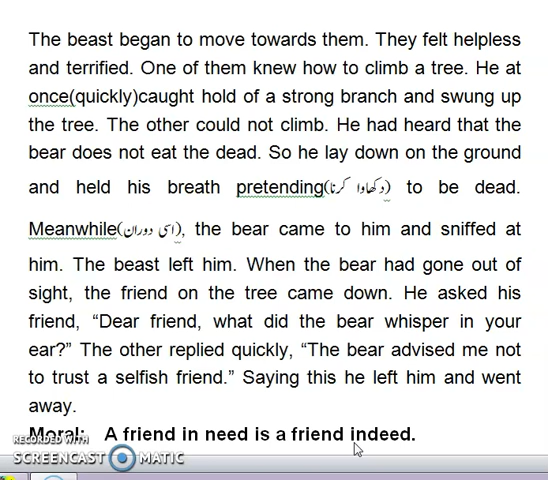 The beast began to move towards them. They felt helpless
and terrified. One of them knew how to climb a tree. He at
once(quickly)caught hold of a strong branch and swung up
the tree. The other could not climb. He had heard that the
bear does not eat the dead. So he lay down on the ground
and held his breath pretending(دکھاوا کرنا) to be dead.
Meanwhile(اسی دوران), the bear came to him and sniffed at
him. The beast left him. When the bear had gone out of
sight, the friend on the tree came down. He asked his
friend, “Dear friend, what did the bear whisper in your
ear?” The other replied quickly, “The bear advised me not
to trust a selfish friend.” Saying this he left him and went
away.
Moral: A friend in need is a friend indeed.
RECORDED WITH
SCREENCAST MATIC